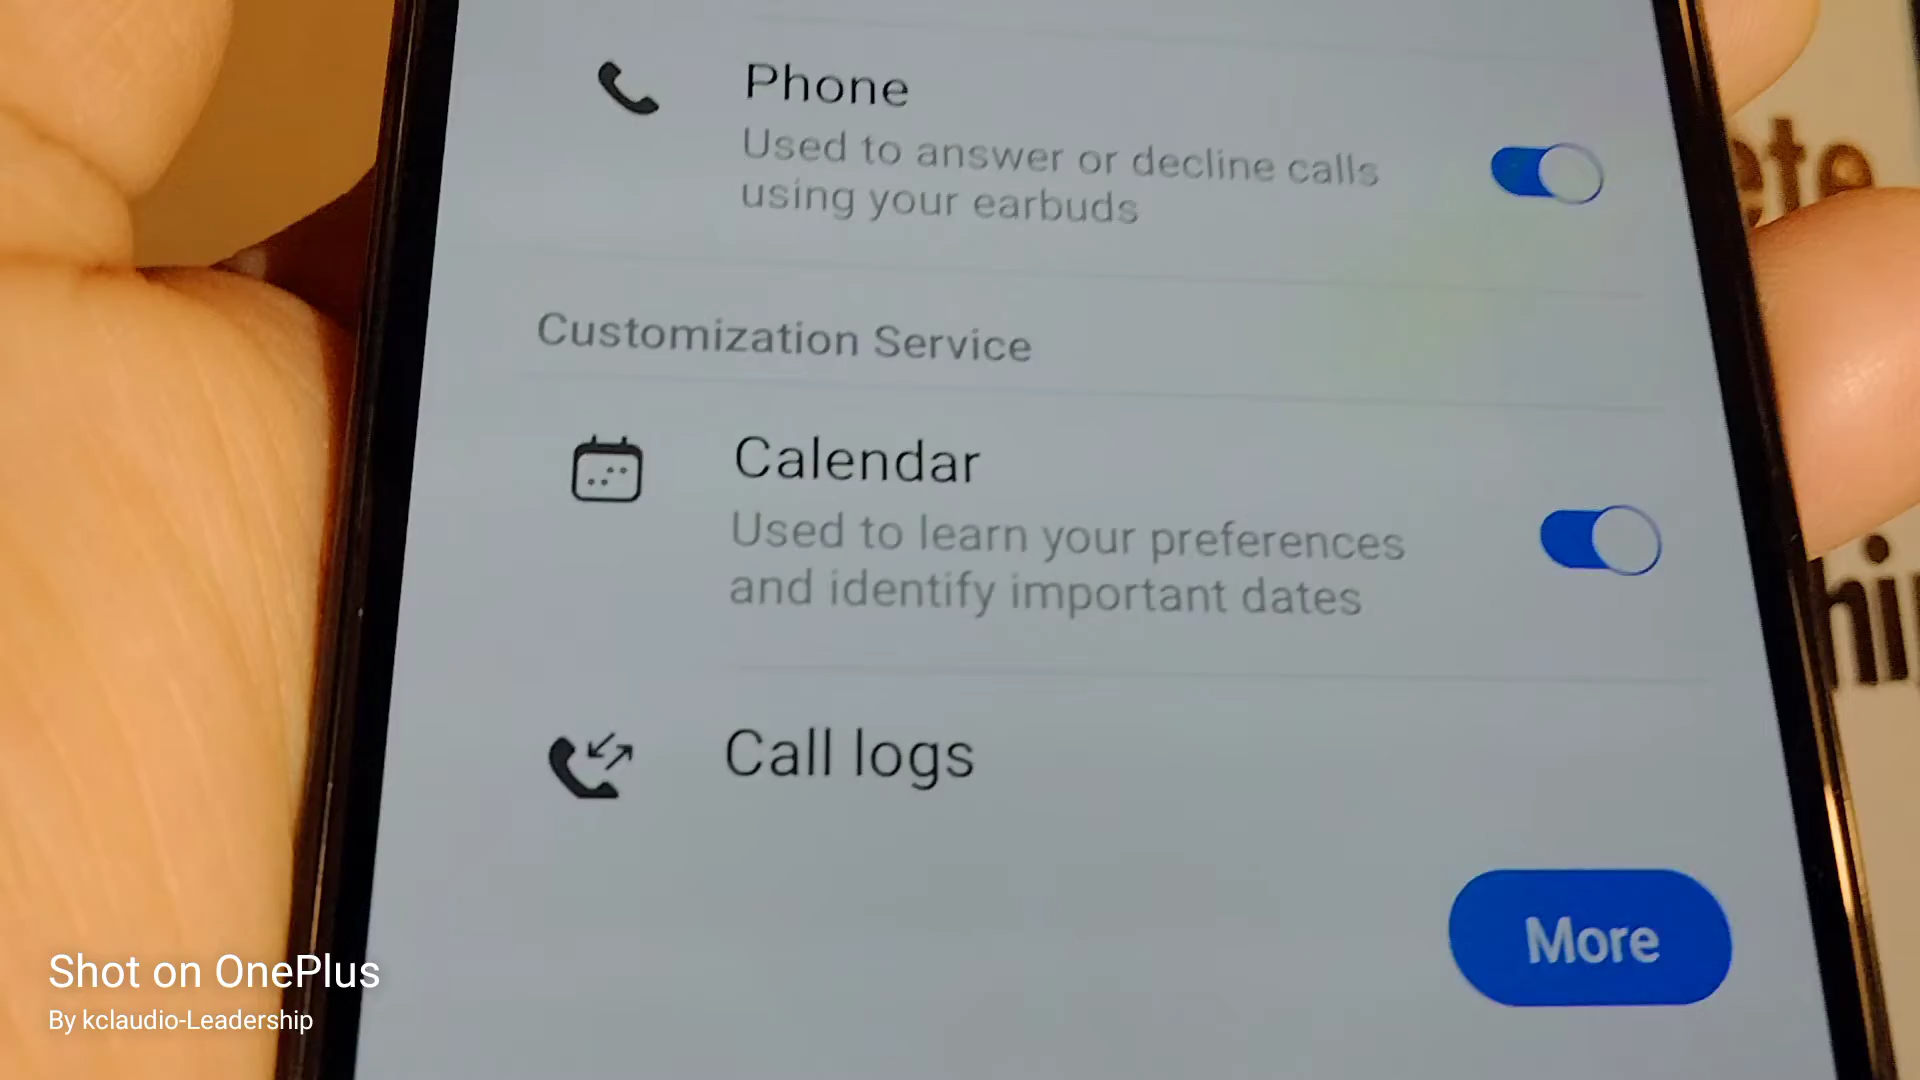 Phone
Used to answer or decline calls
using your earbuds
Customization Service
Calendar
Used to learn your preferences
and identify important dates
Call logs
More
Shot on OnePlus
By kclaudio-Leadership